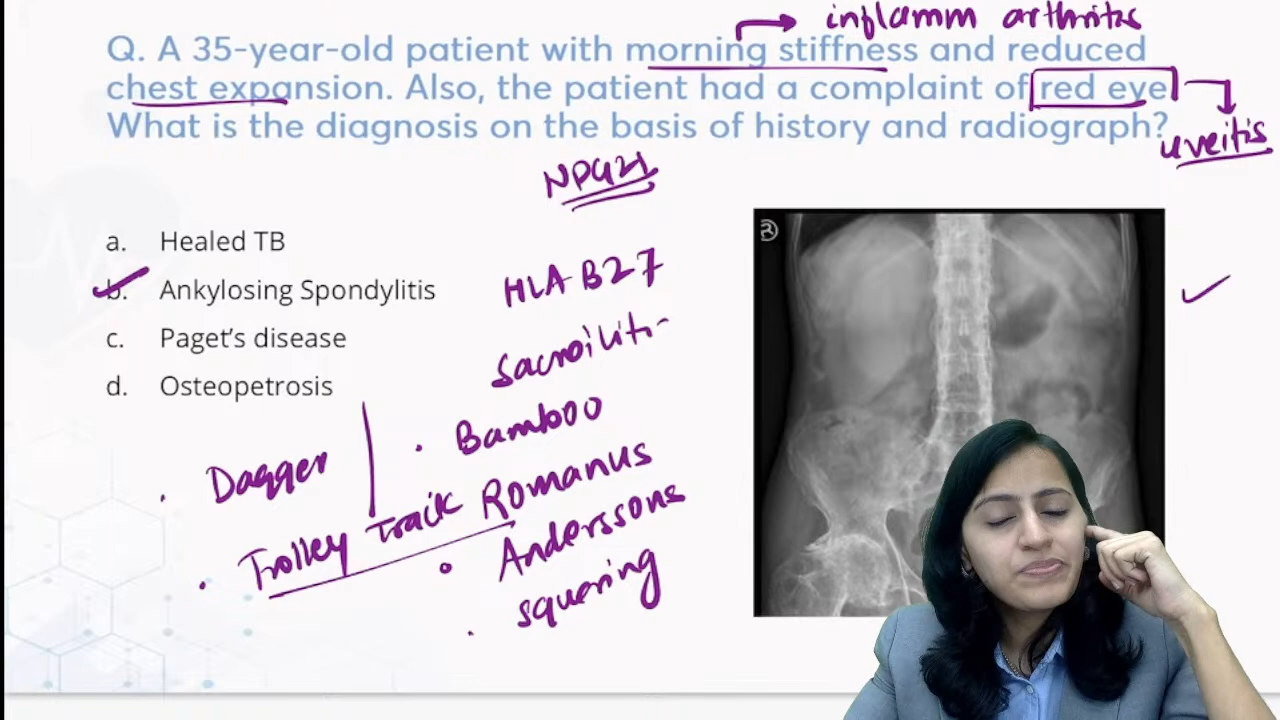 inflamm arthritis
Q. A 35-year-old patient with morning stiffness and reduced
chest expansion. Also, the patient had a complaint of red eye
What is the diagnosis on the basis of history and radiograph?
uveitis
a. Healed TB
b. Ankylosing Spondylitis
c. Paget's disease
d. Osteopetrosis
HLA B27
Sacroiliti
Bamboo
Dagger
Romanus
Trolley Track
Anderssons
squaring
R